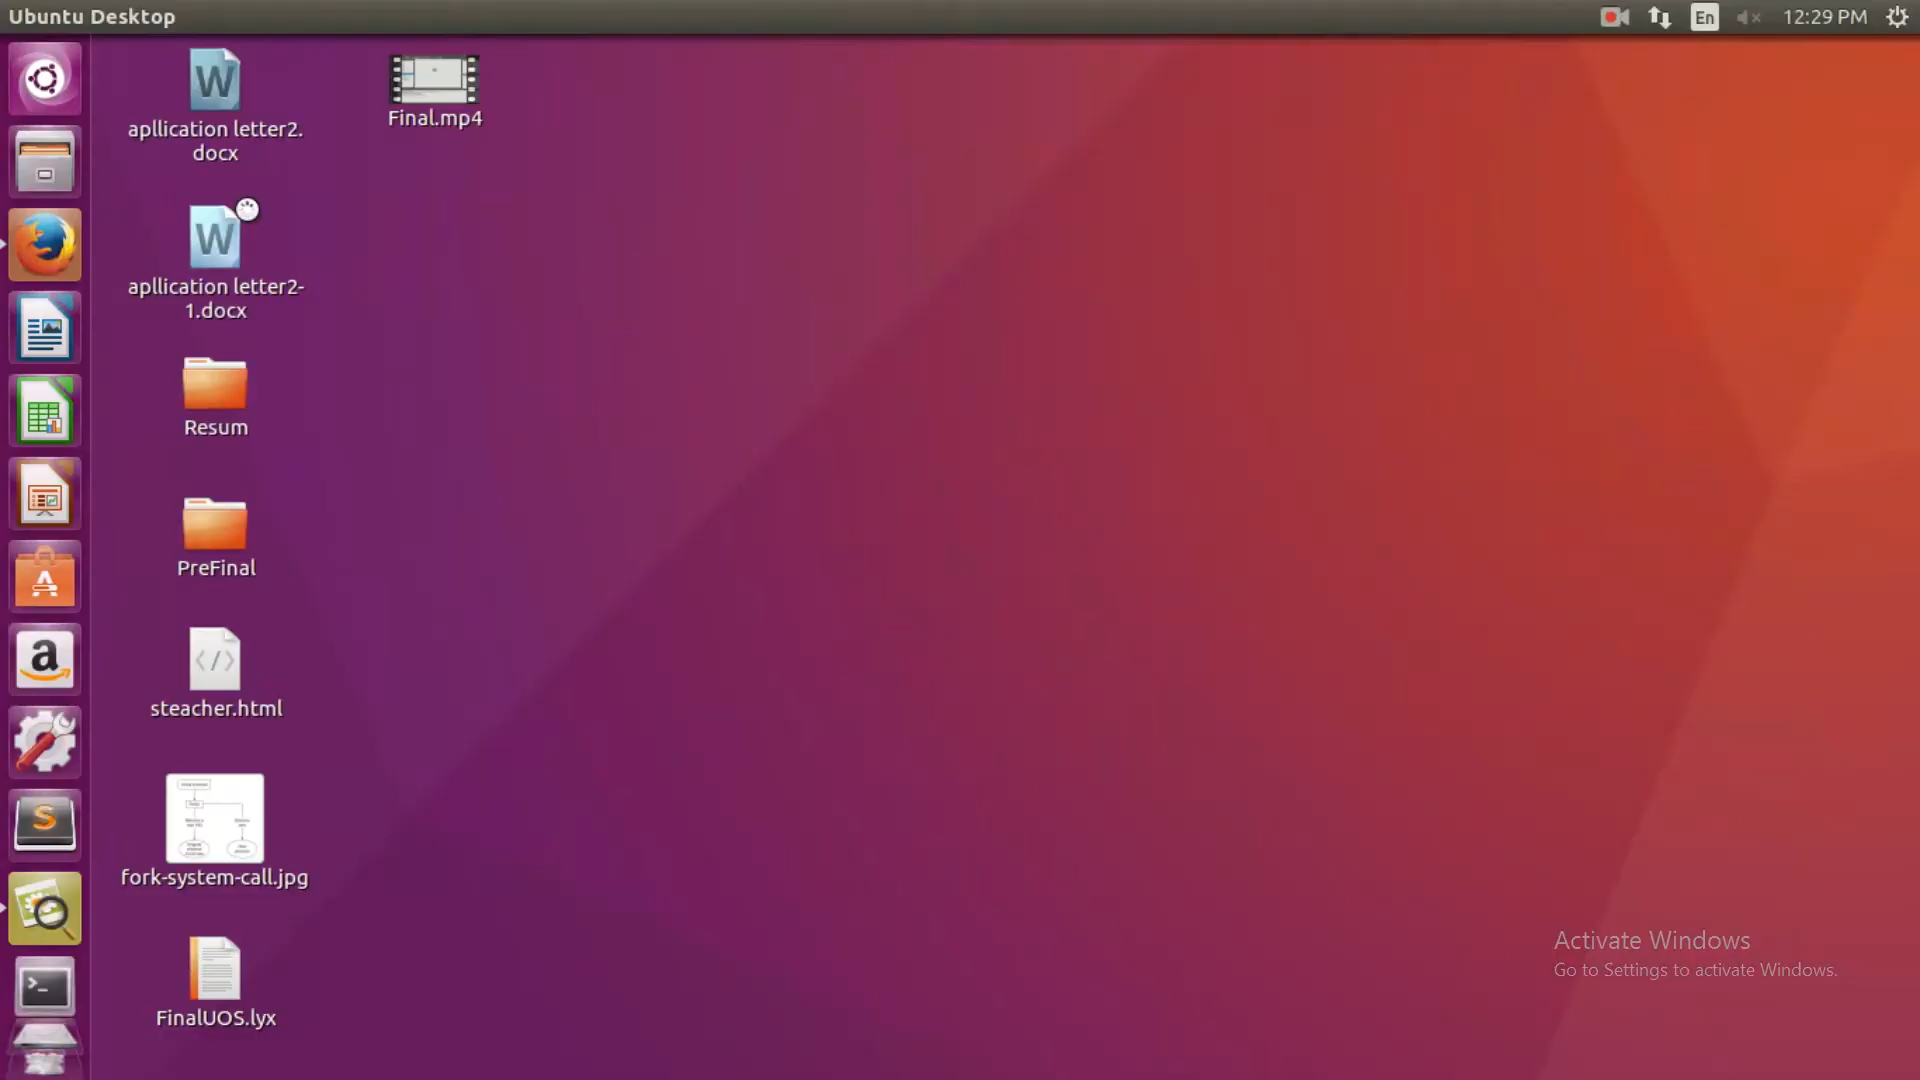 Ubuntu Desktop
En
12:29 PM
apllication letter2.
docx
Final.mp4
apllication letter2-
1.docx
Resum
PreFinal
steacher.html
fork-system-call.jpg
FinalUOS.lyx
Activate Windows
Go to Settings to activate Windows.